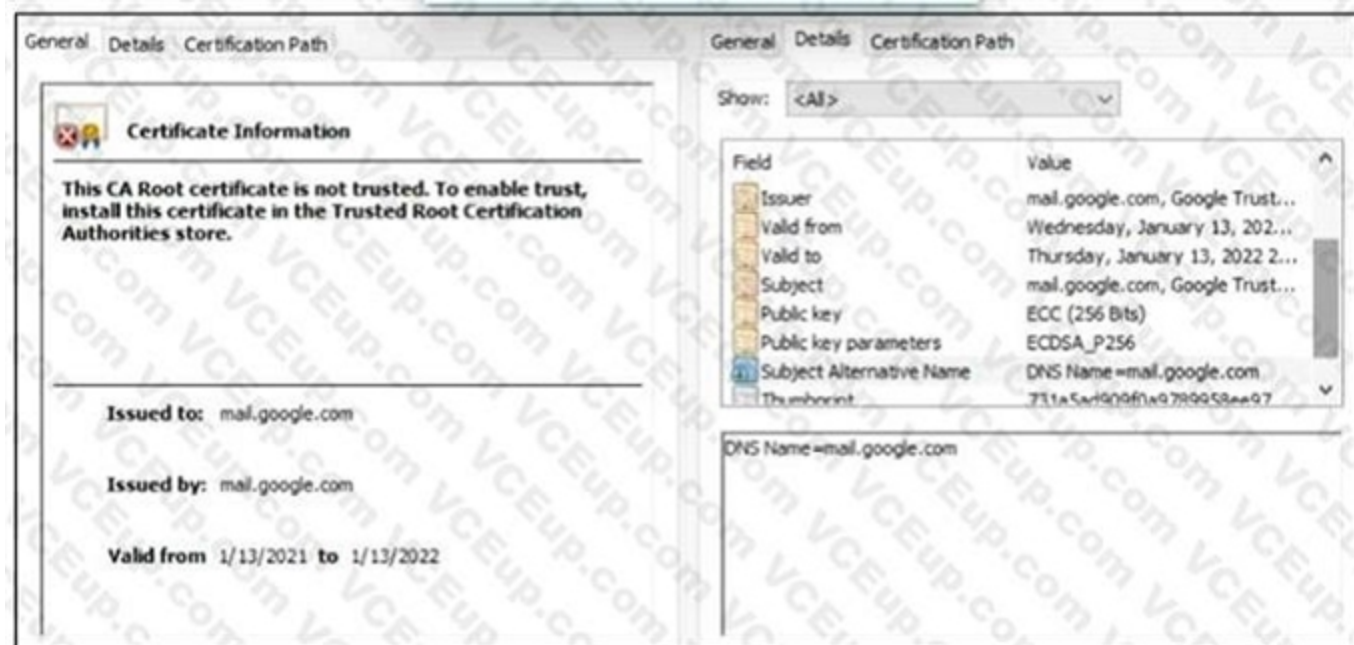 General Details Certification Path
Certificate Information
This CA Root certificate is not trusted. To enable trust,
install this certificate in the Trusted Root Certification
Authorities store.
Issued to: mail.google.com
Issued by: mail.google.com
Valid from 1/13/2021 to 1/13/2022
General Details Certification Path
Show: <All>
Field Value
Issuer mail.google.com, Google Trust...
Valid from Wednesday, January 13, 202...
Valid to Thursday, January 13, 2022 2...
Subject mail.google.com, Google Trust...
Public key ECC (256 Bits)
Public key parameters ECDSA_P256
Subject Alternative Name DNS Name=mail.google.com
Thumbprint 731a5ad909f0a9789958ee97
DNS Name=mail.google.com
VCEup.com